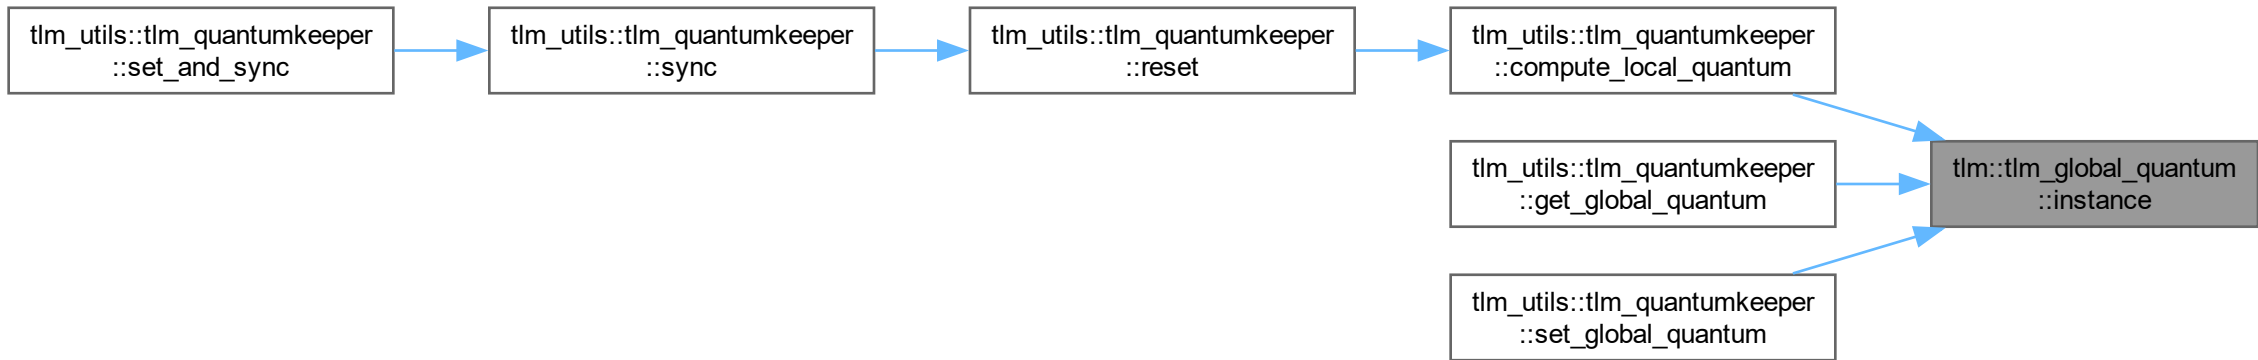 tlm_utils::tlm_quantumkeeper
::set_and_sync
tlm_utils::tlm_quantumkeeper
::sync
tlm_utils::tlm_quantumkeeper
::reset
tlm_utils::tlm_quantumkeeper
::compute_local_quantum
tlm_utils::tlm_quantumkeeper
::get_global_quantum
tlm::tlm_global_quantum
::instance
tlm_utils::tlm_quantumkeeper
::set_global_quantum